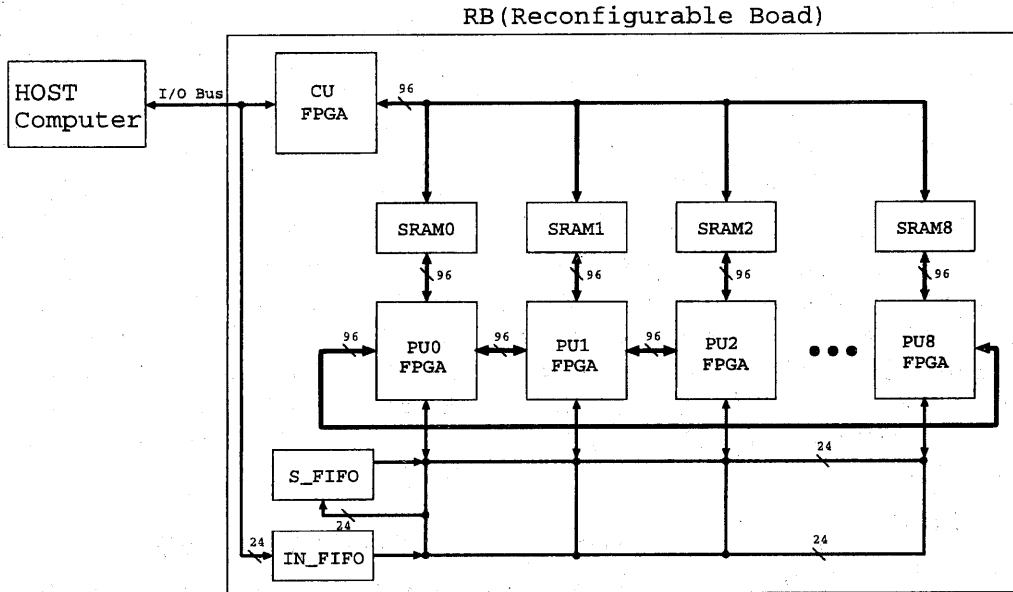 RB(Reconfigurable Boad)
HOST
Computer
I/O Bus
CU
FPGA
96
SRAM0
SRAM1
SRAM2
SRAM8
96
96
96
96
96
PU0
FPGA
96
PU1
FPGA
96
PU2
FPGA
PU8
FPGA
S_FIFO
24
24
24
IN_FIFO
24